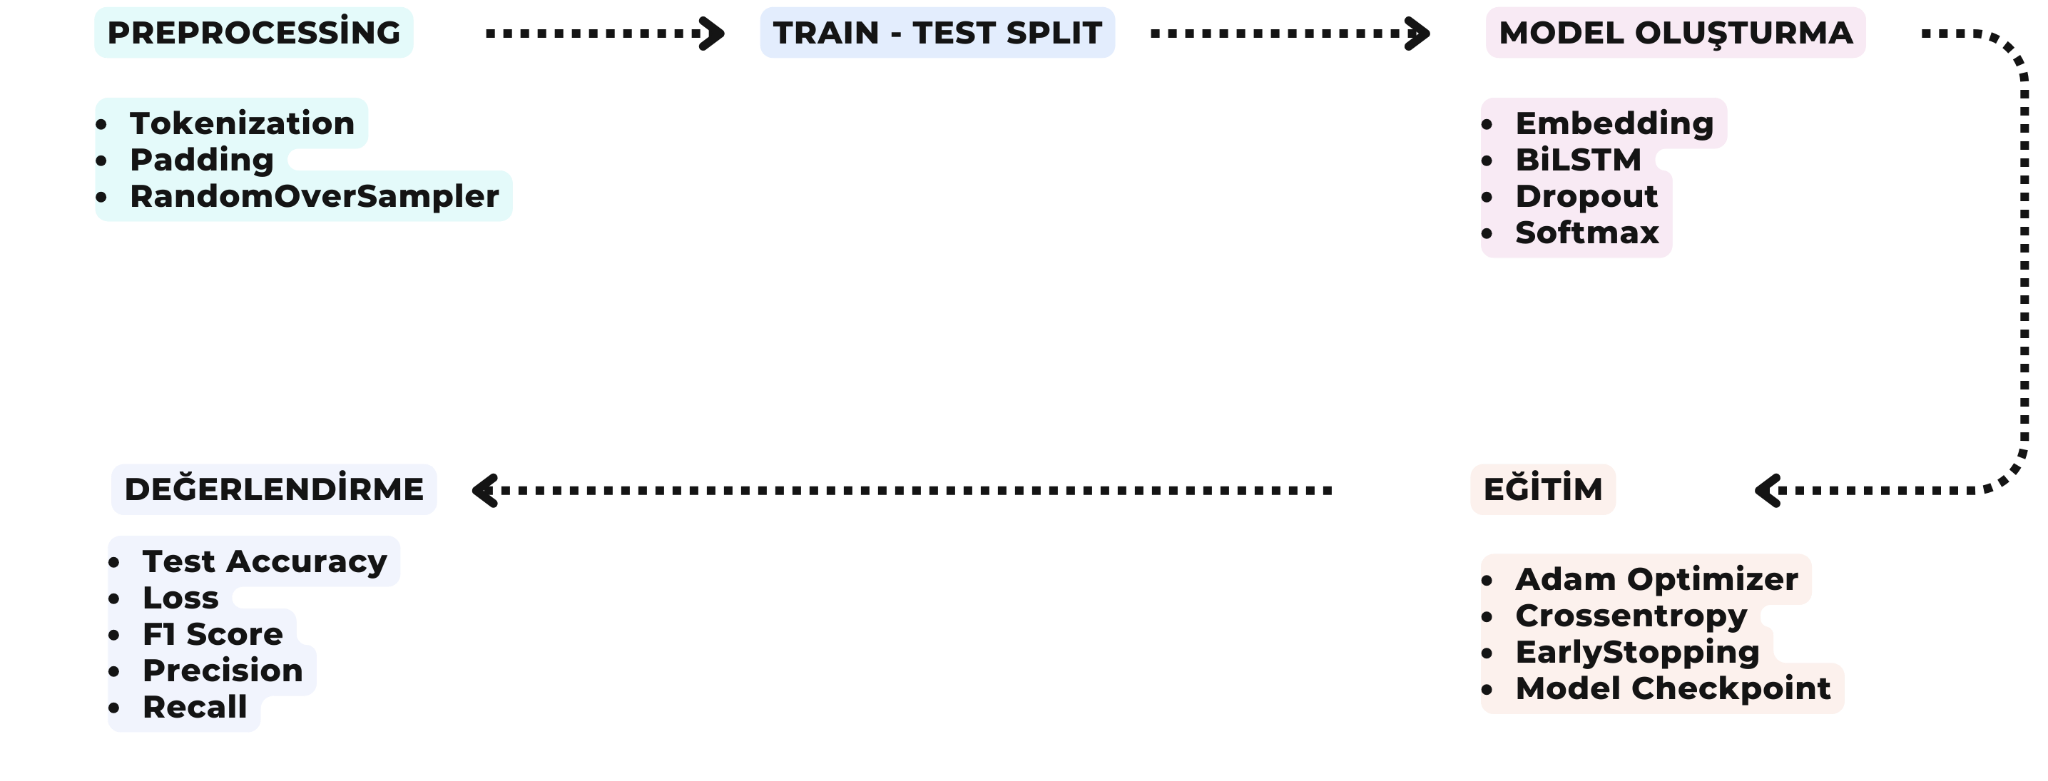 PREPROCESSİNG
• Tokenization
• Padding
• RandomOverSampler
TRAIN - TEST SPLIT
MODEL OLUŞTURMA
• Embedding
• BiLSTM
• Dropout
• Softmax
EĞİTİM
• Adam Optimizer
• Crossentropy
• EarlyStopping
• Model Checkpoint
DEĞERLENDİRME
• Test Accuracy
• Loss
• F1 Score
• Precision
• Recall